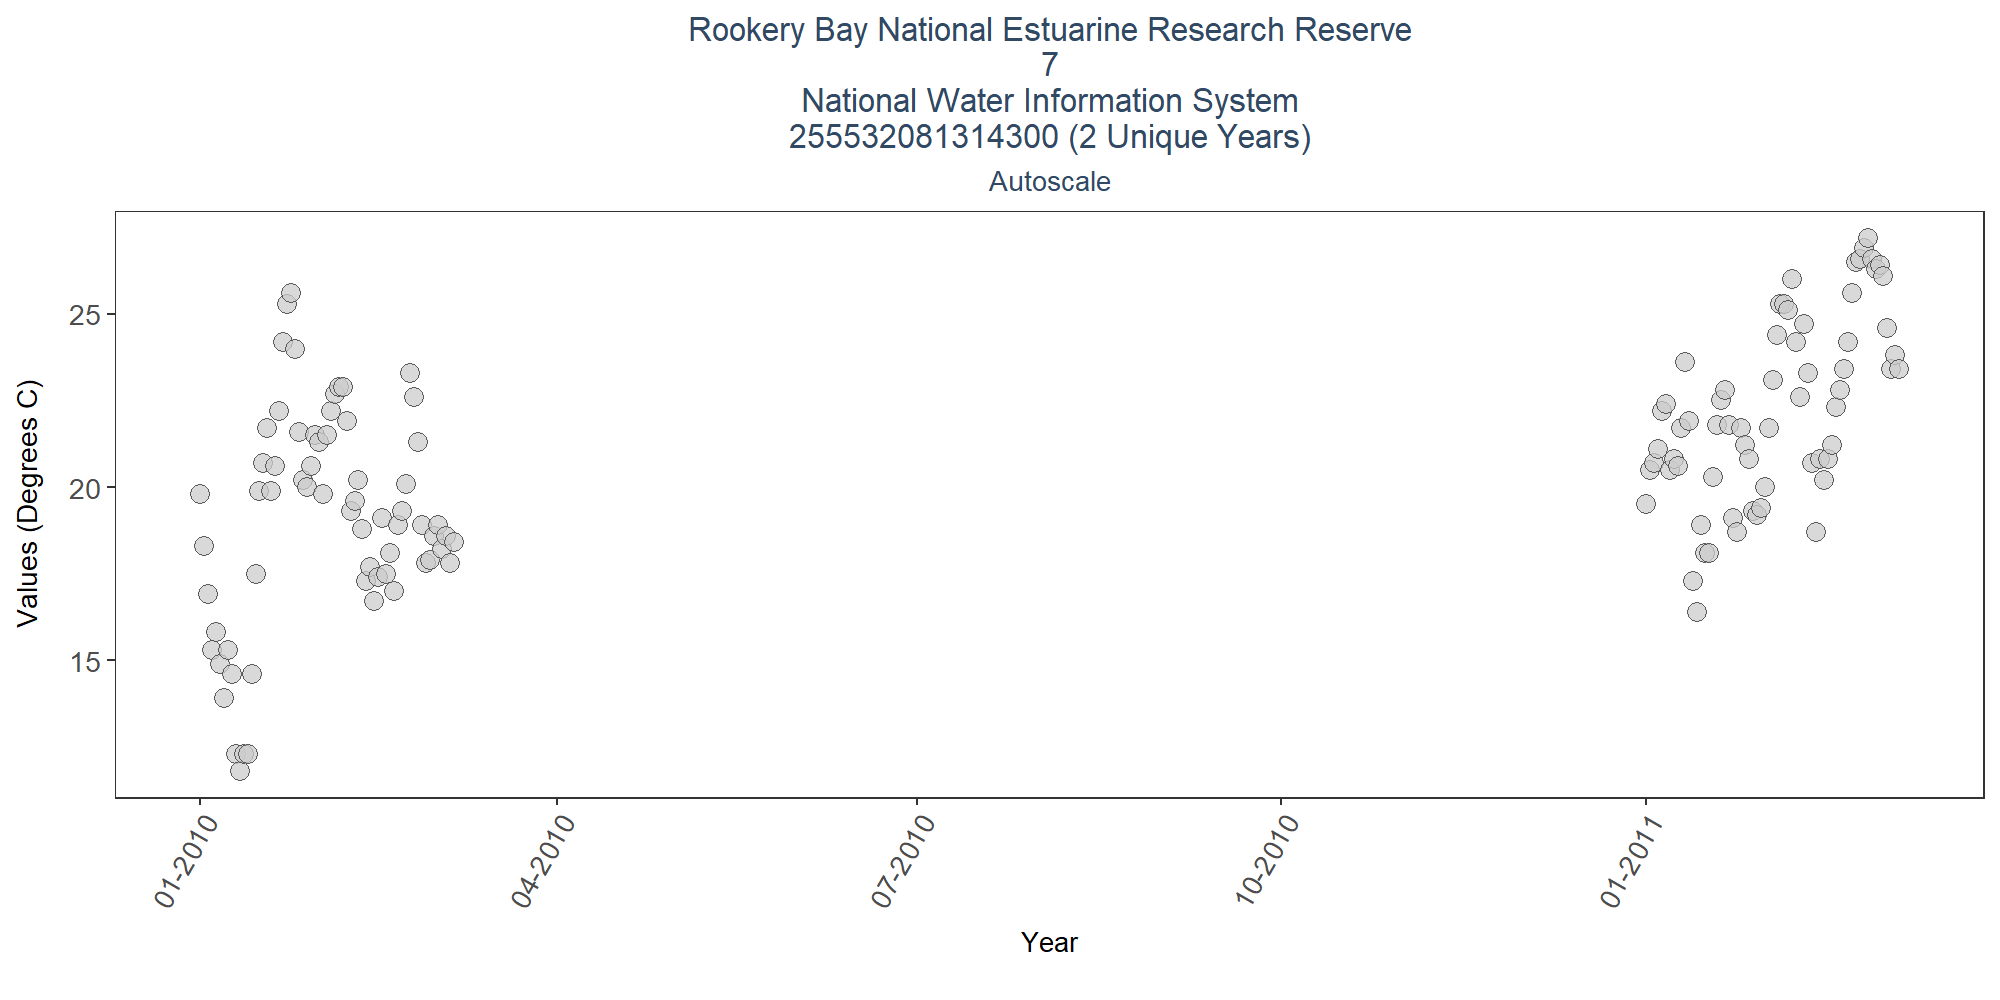 Rookery Bay National Estuarine Research Reserve
7
National Water Information System
255532081314300 (2 Unique Years)
Autoscale
Values (Degrees C)
25
20
15
01-2010
04-2010
07-2010
10-2010
01-2011
Year